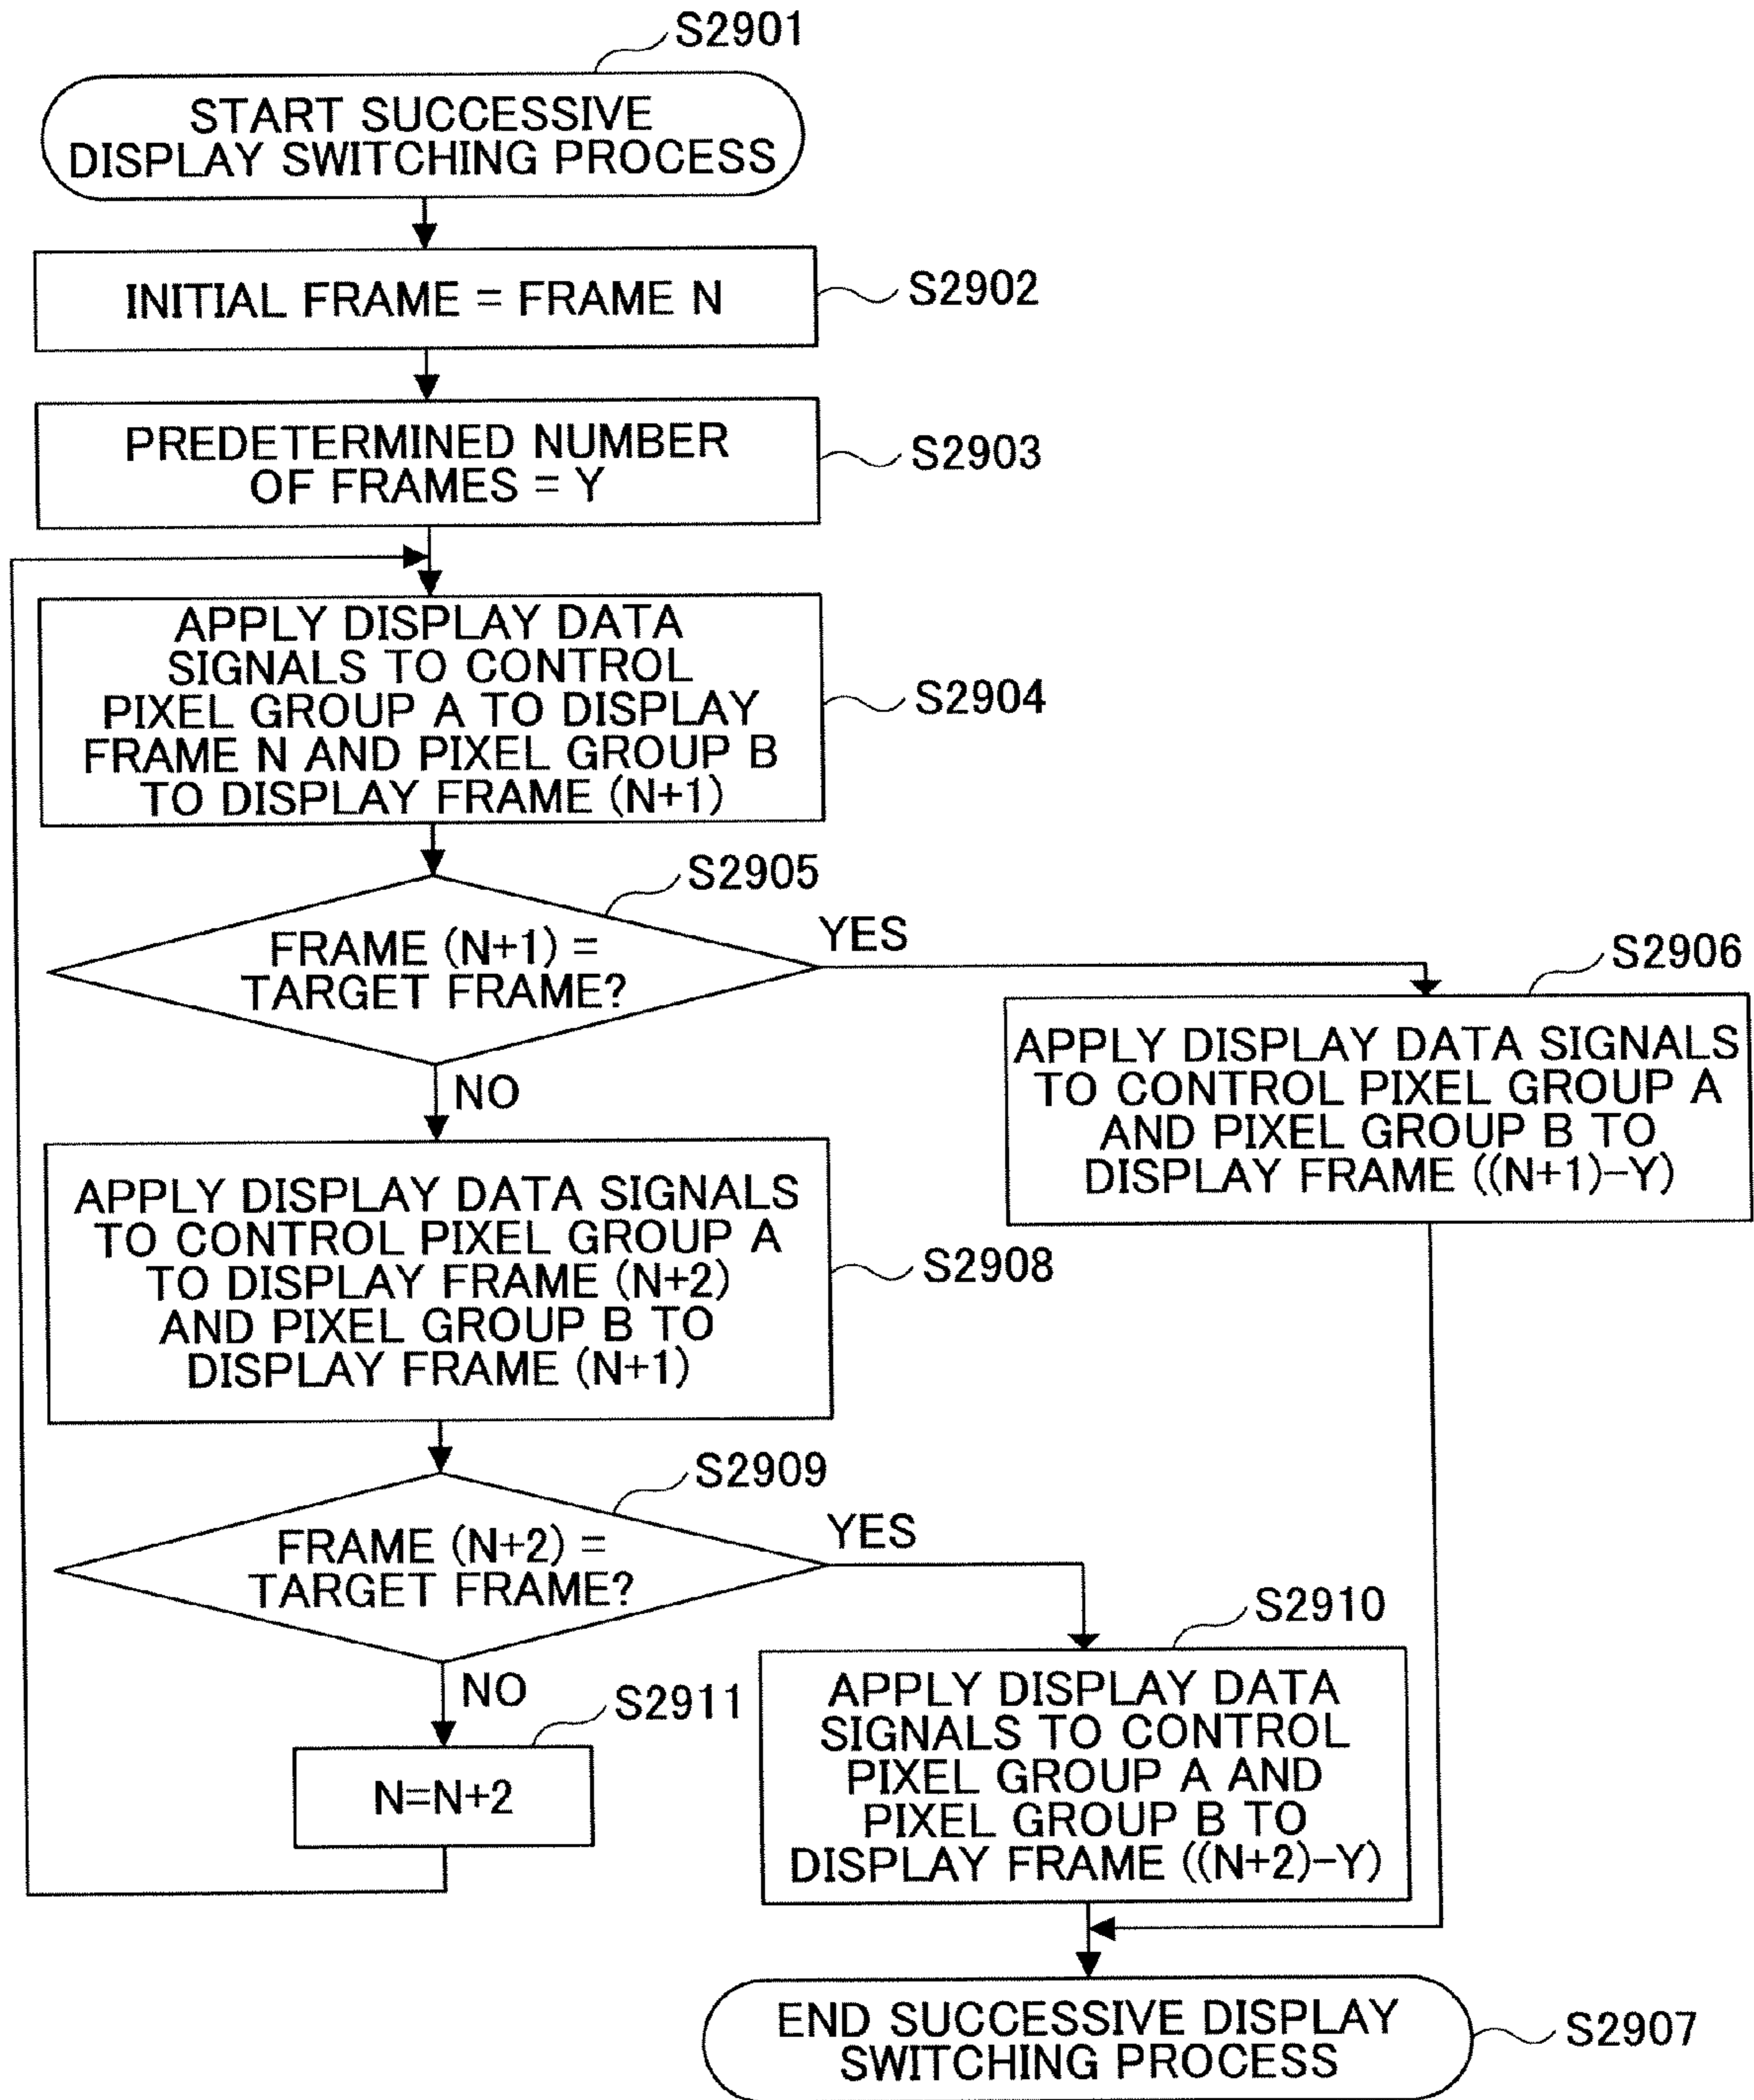 S2901
START SUCCESSIVE
DISPLAY SWITCHING PROCESS
INITIAL FRAME = FRAME N
S2902
PREDETERMINED NUMBER
OF FRAMES = Y
S2903
APPLY DISPLAY DATA
SIGNALS TO CONTROL
PIXEL GROUP A TO DISPLAY
FRAME N AND PIXEL GROUP B
TO DISPLAY FRAME (N+1)
S2904
S2905
FRAME (N+1) =
TARGET FRAME?
YES
NO
S2906
APPLY DISPLAY DATA SIGNALS
TO CONTROL PIXEL GROUP A
AND PIXEL GROUP B TO
DISPLAY FRAME ((N+1)-Y)
APPLY DISPLAY DATA SIGNALS
TO CONTROL PIXEL GROUP A
TO DISPLAY FRAME (N+2)
AND PIXEL GROUP B TO
DISPLAY FRAME (N+1)
S2908
S2909
FRAME (N+2) =
TARGET FRAME?
YES
NO
S2910
APPLY DISPLAY DATA
SIGNALS TO CONTROL
PIXEL GROUP A AND
PIXEL GROUP B TO
DISPLAY FRAME ((N+2)-Y)
S2911
N=N+2
END SUCCESSIVE DISPLAY
SWITCHING PROCESS
S2907